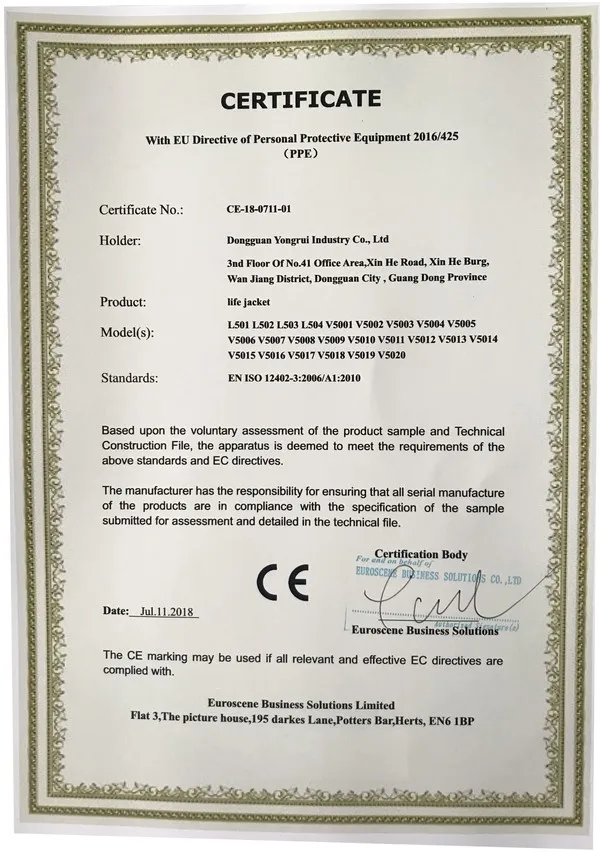 CERTIFICATE
With EU Directive of Personal Protective Equipment 2016/425
(PPE)
Certificate No.: CE-18-0711-01
Holder: Dongguan Yongrui Industry Co., Ltd
3nd Floor Of No.41 Office Area,Xin He Road, Xin He Burg,
Wan Jiang District, Dongguan City , Guang Dong Province
Product: life jacket
Model(s): L501 L502 L503 L504 V5001 V5002 V5003 V5004 V5005
V5006 V5007 V5008 V5009 V5010 V5011 V5012 V5013 V5014
V5015 V5016 V5017 V5018 V5019 V5020
Standards: EN ISO 12402-3:2006/A1:2010
Based upon the voluntary assessment of the product sample and Technical
Construction File, the apparatus is deemed to meet the requirements of the
above standards and EC directives.
The manufacturer has the responsibility for ensuring that all serial manufacture
of the products are in compliance with the specification of the sample
submitted for assessment and detailed in the technical file.
Certification Body
For and on behalf of
EUROSCENE BUSINESS SOLUTIONS CO.,LTD
CE
Date: Jul.11.2018
Authorized Signature(s)
Euroscene Business Solutions
The CE marking may be used if all relevant and effective EC directives are
complied with.
Euroscene Business Solutions Limited
Flat 3,The picture house,195 darkes Lane,Potters Bar,Herts, EN6 1BP